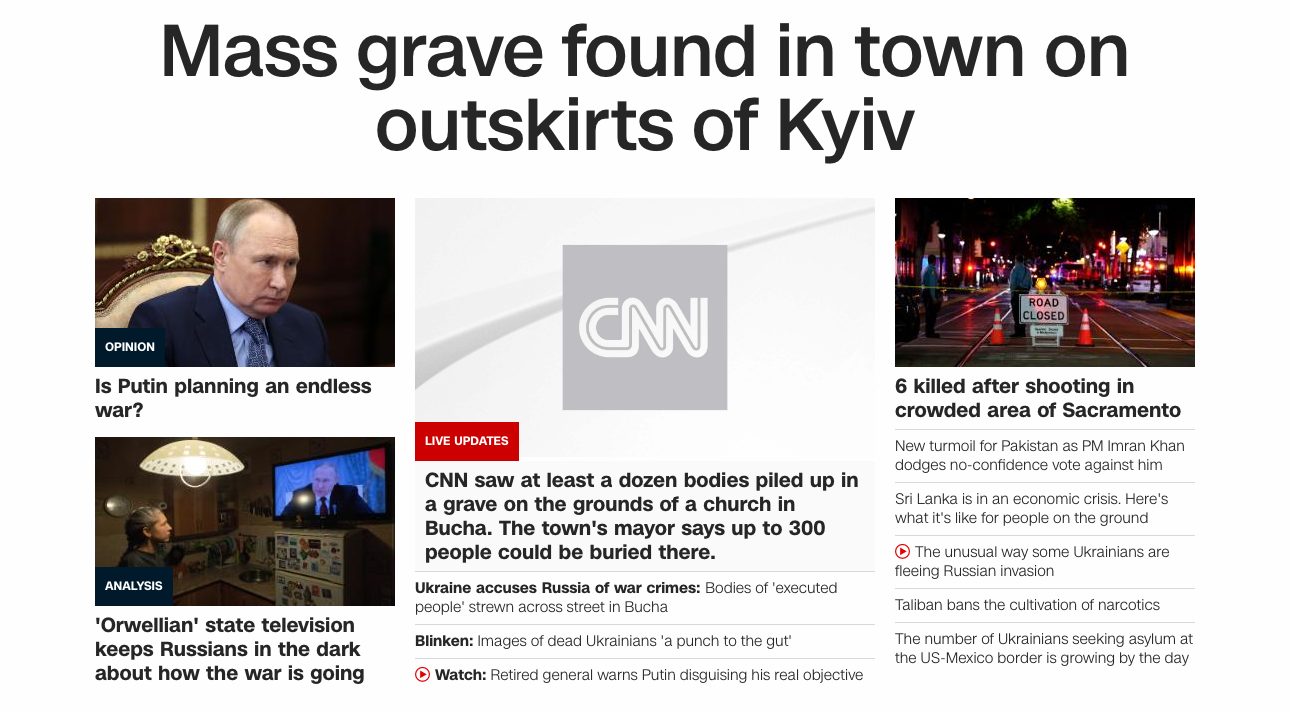 Mass grave found in town on
outskirts of Kyiv
OPINION
Is Putin planning an endless
war?
ANALYSIS
'Orwellian' state television
keeps Russians in the dark
about how the war is going
CNN
LIVE UPDATES
CNN saw at least a dozen bodies piled up in
a grave on the grounds of a church in
Bucha. The town's mayor says up to 300
people could be buried there.
Ukraine accuses Russia of war crimes: Bodies of 'executed
people' strewn across street in Bucha
Blinken: Images of dead Ukrainians 'a punch to the gut'
Watch: Retired general warns Putin disguising his real objective
ROAD
CLOSED
6 killed after shooting in
crowded area of Sacramento
New turmoil for Pakistan as PM Imran Khan
dodges no-confidence vote against him
Sri Lanka is in an economic crisis. Here's
what it's like for people on the ground
The unusual way some Ukrainians are
fleeing Russian invasion
Taliban bans the cultivation of narcotics
The number of Ukrainians seeking asylum at
the US-Mexico border is growing by the day